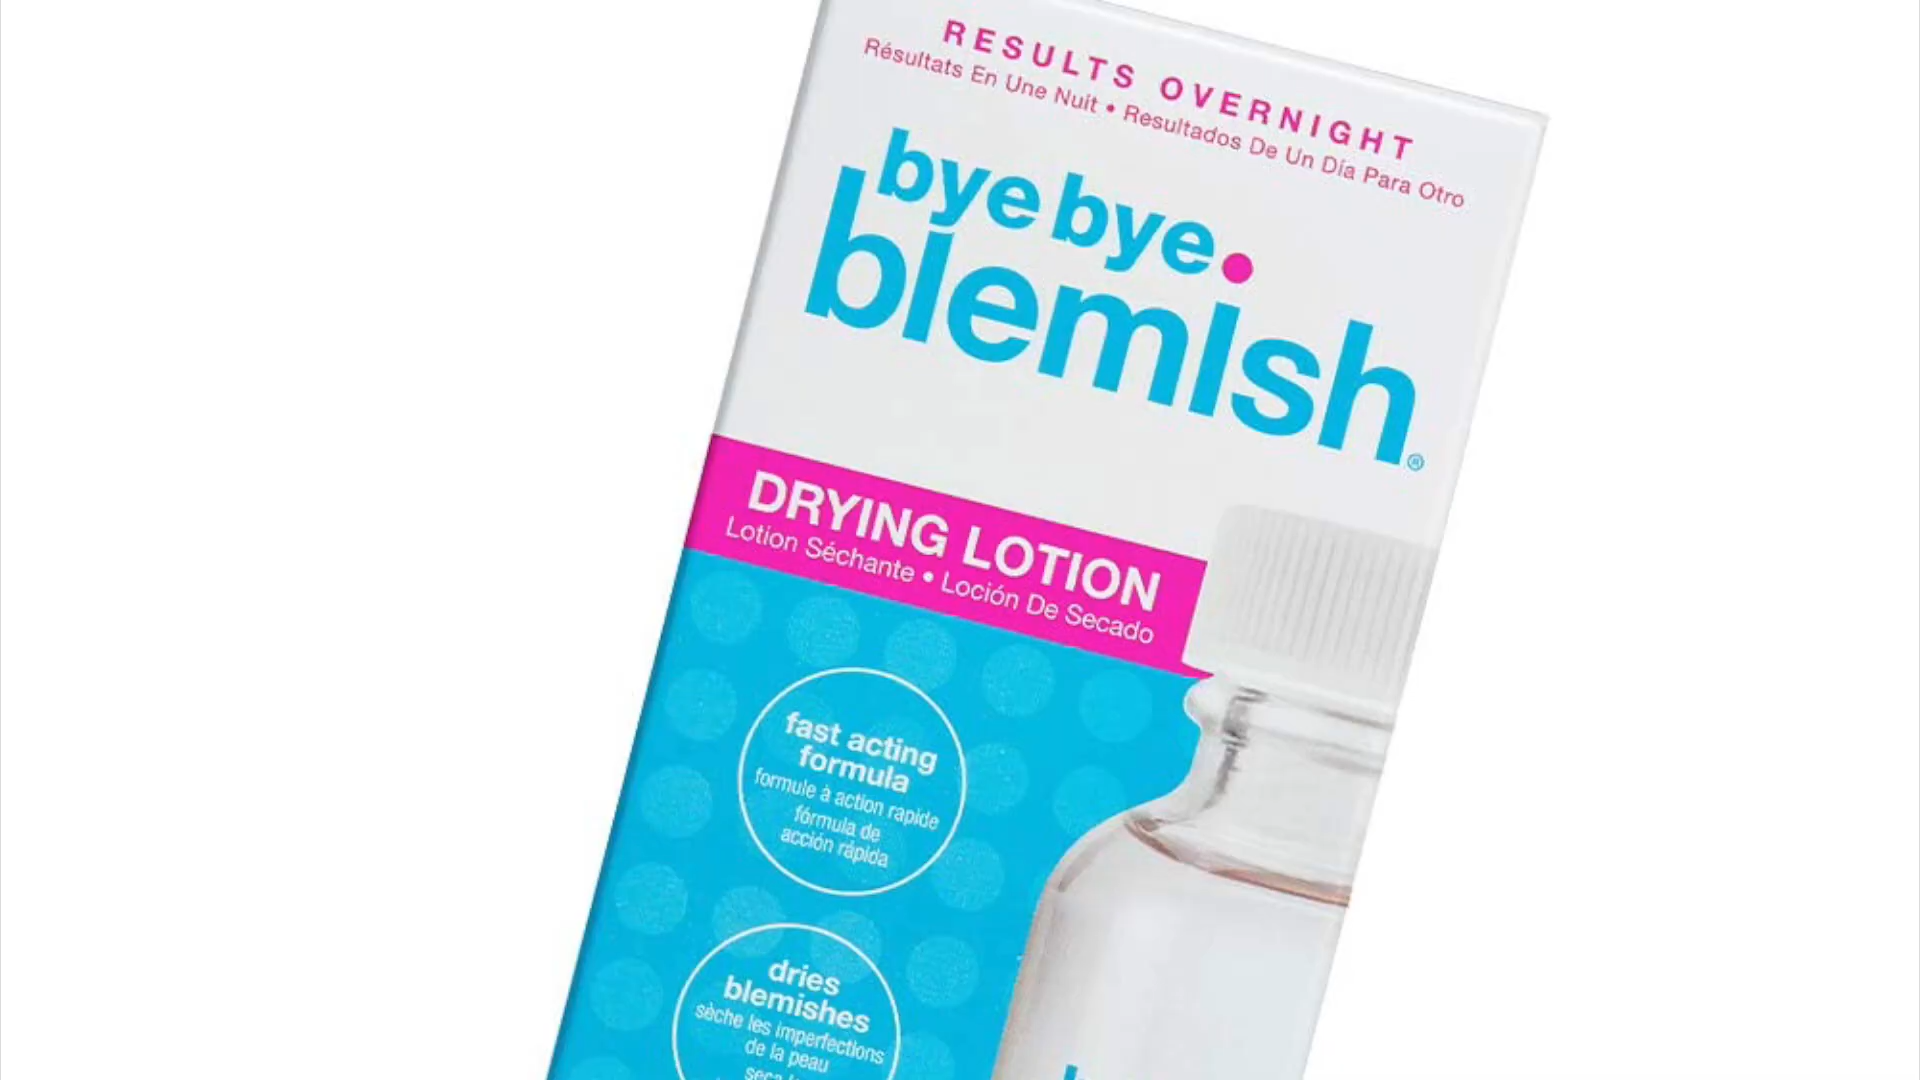 RESULTS OVERNIGHT
Résultats En Une Nuit • Resultados De Un Día Para Otro
bye bye.
blemish®
DRYING LOTION
Lotion Séchante • Loción De Secado
fast acting
formula
formule à action rapide
fórmula de
acción rápida
dries
blemishes
sèche les imperfections
de la peau
seca